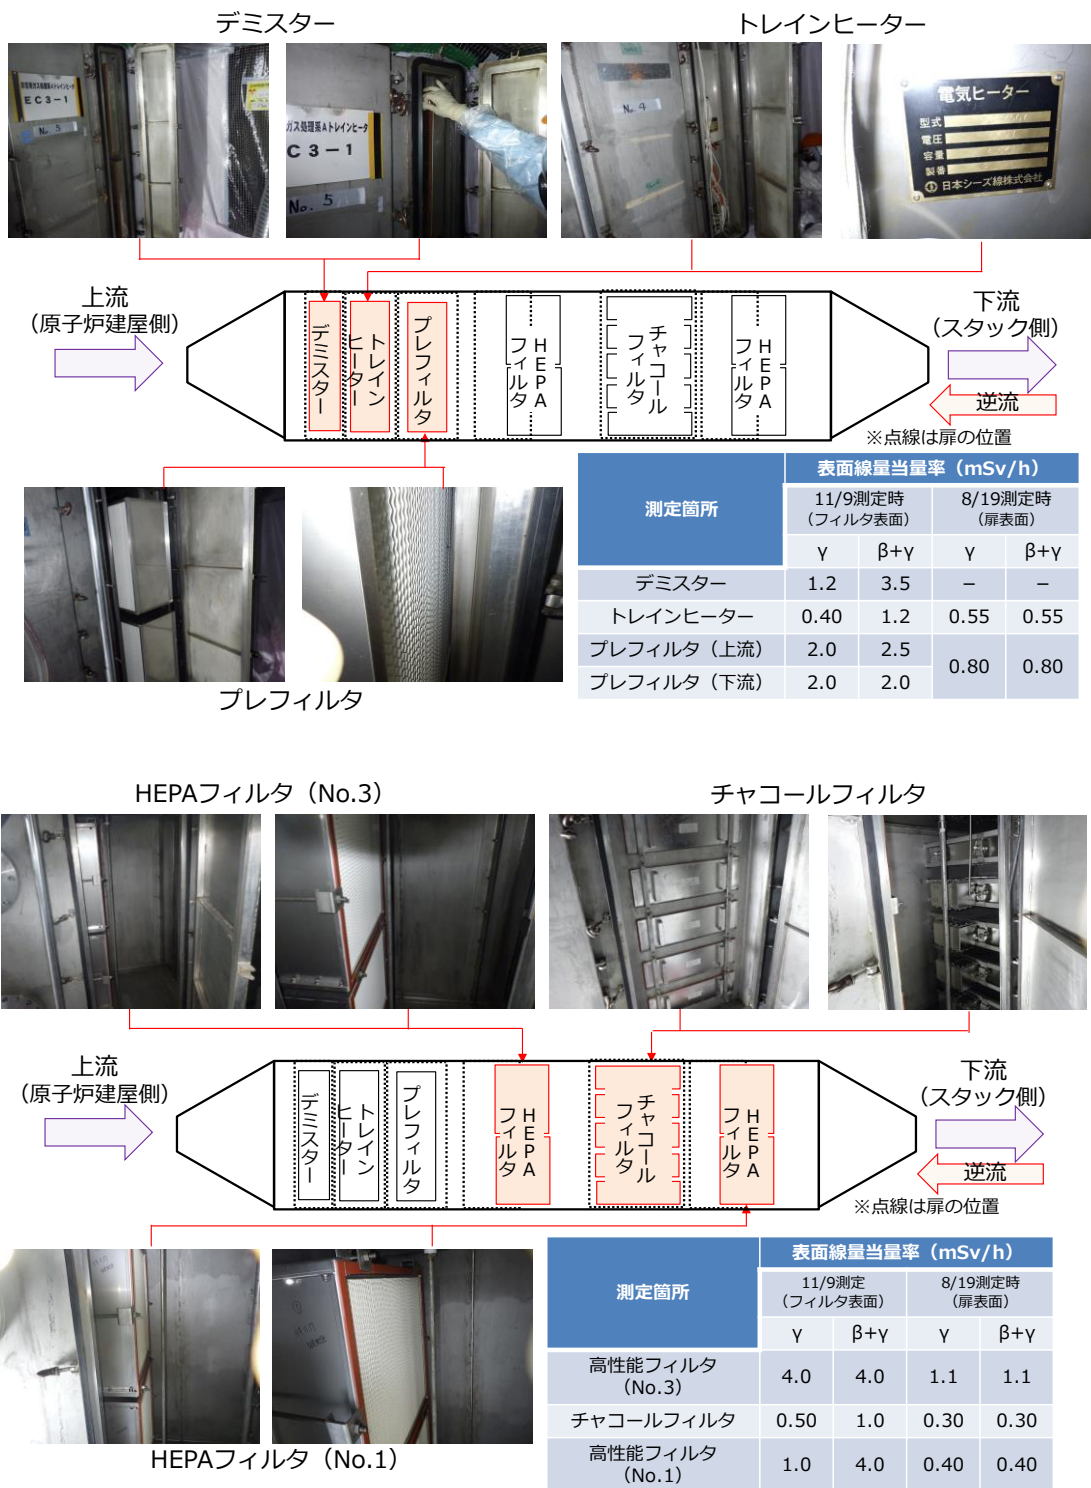 デミスター
トレインヒーター
EC3-1
No. 5
ガス処理系Aトレインヒータ
C 3-1
No. 5
No. 4
電気ヒーター
型式
電圧
容量
製番
日本シーズ線株式会社
上流
（原子炉建屋側）
デミスター
トレイン
ヒーター
プレフィルタ
HEPA
フィルタ
チャコール
フィルタ
HEPA
フィルタ
下流
（スタック側）
逆流
※点線は扉の位置
プレフィルタ
測定箇所
表面線量当量率（mSv/h）
11/9測定時
（フィルタ表面）
8/19測定時
（扉表面）
γ β+γ γ β+γ
デミスター 1.2 3.5 － －
トレインヒーター 0.40 1.2 0.55 0.55
プレフィルタ（上流） 2.0 2.5 0.80 0.80
プレフィルタ（下流） 2.0 2.0
HEPAフィルタ（No.3）
チャコールフィルタ
上流
（原子炉建屋側）
デミスター
トレイン
ヒーター
プレフィルタ
HEPA
フィルタ
チャコール
フィルタ
HEPA
フィルタ
下流
（スタック側）
逆流
※点線は扉の位置
HEPAフィルタ（No.1）
測定箇所
表面線量当量率（mSv/h）
11/9測定
（フィルタ表面）
8/19測定時
（扉表面）
γ β+γ γ β+γ
高性能フィルタ
（No.3）
4.0 4.0 1.1 1.1
チャコールフィルタ 0.50 1.0 0.30 0.30
高性能フィルタ
（No.1）
1.0 4.0 0.40 0.40